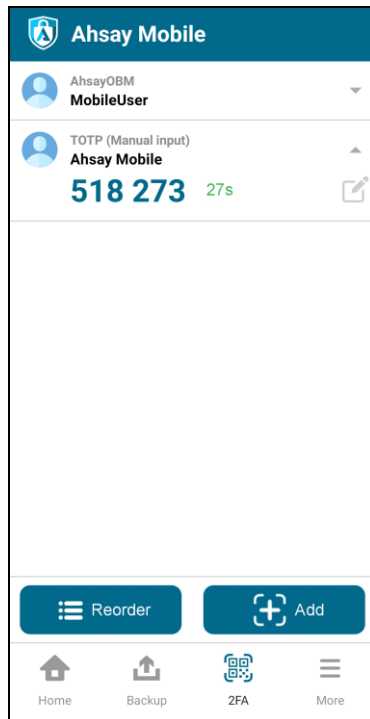 Ahsay Mobile
AhsayOBM
MobileUser
TOTP (Manual input)
Ahsay Mobile
518 273 27s
Reorder Add
Home Backup 2FA More